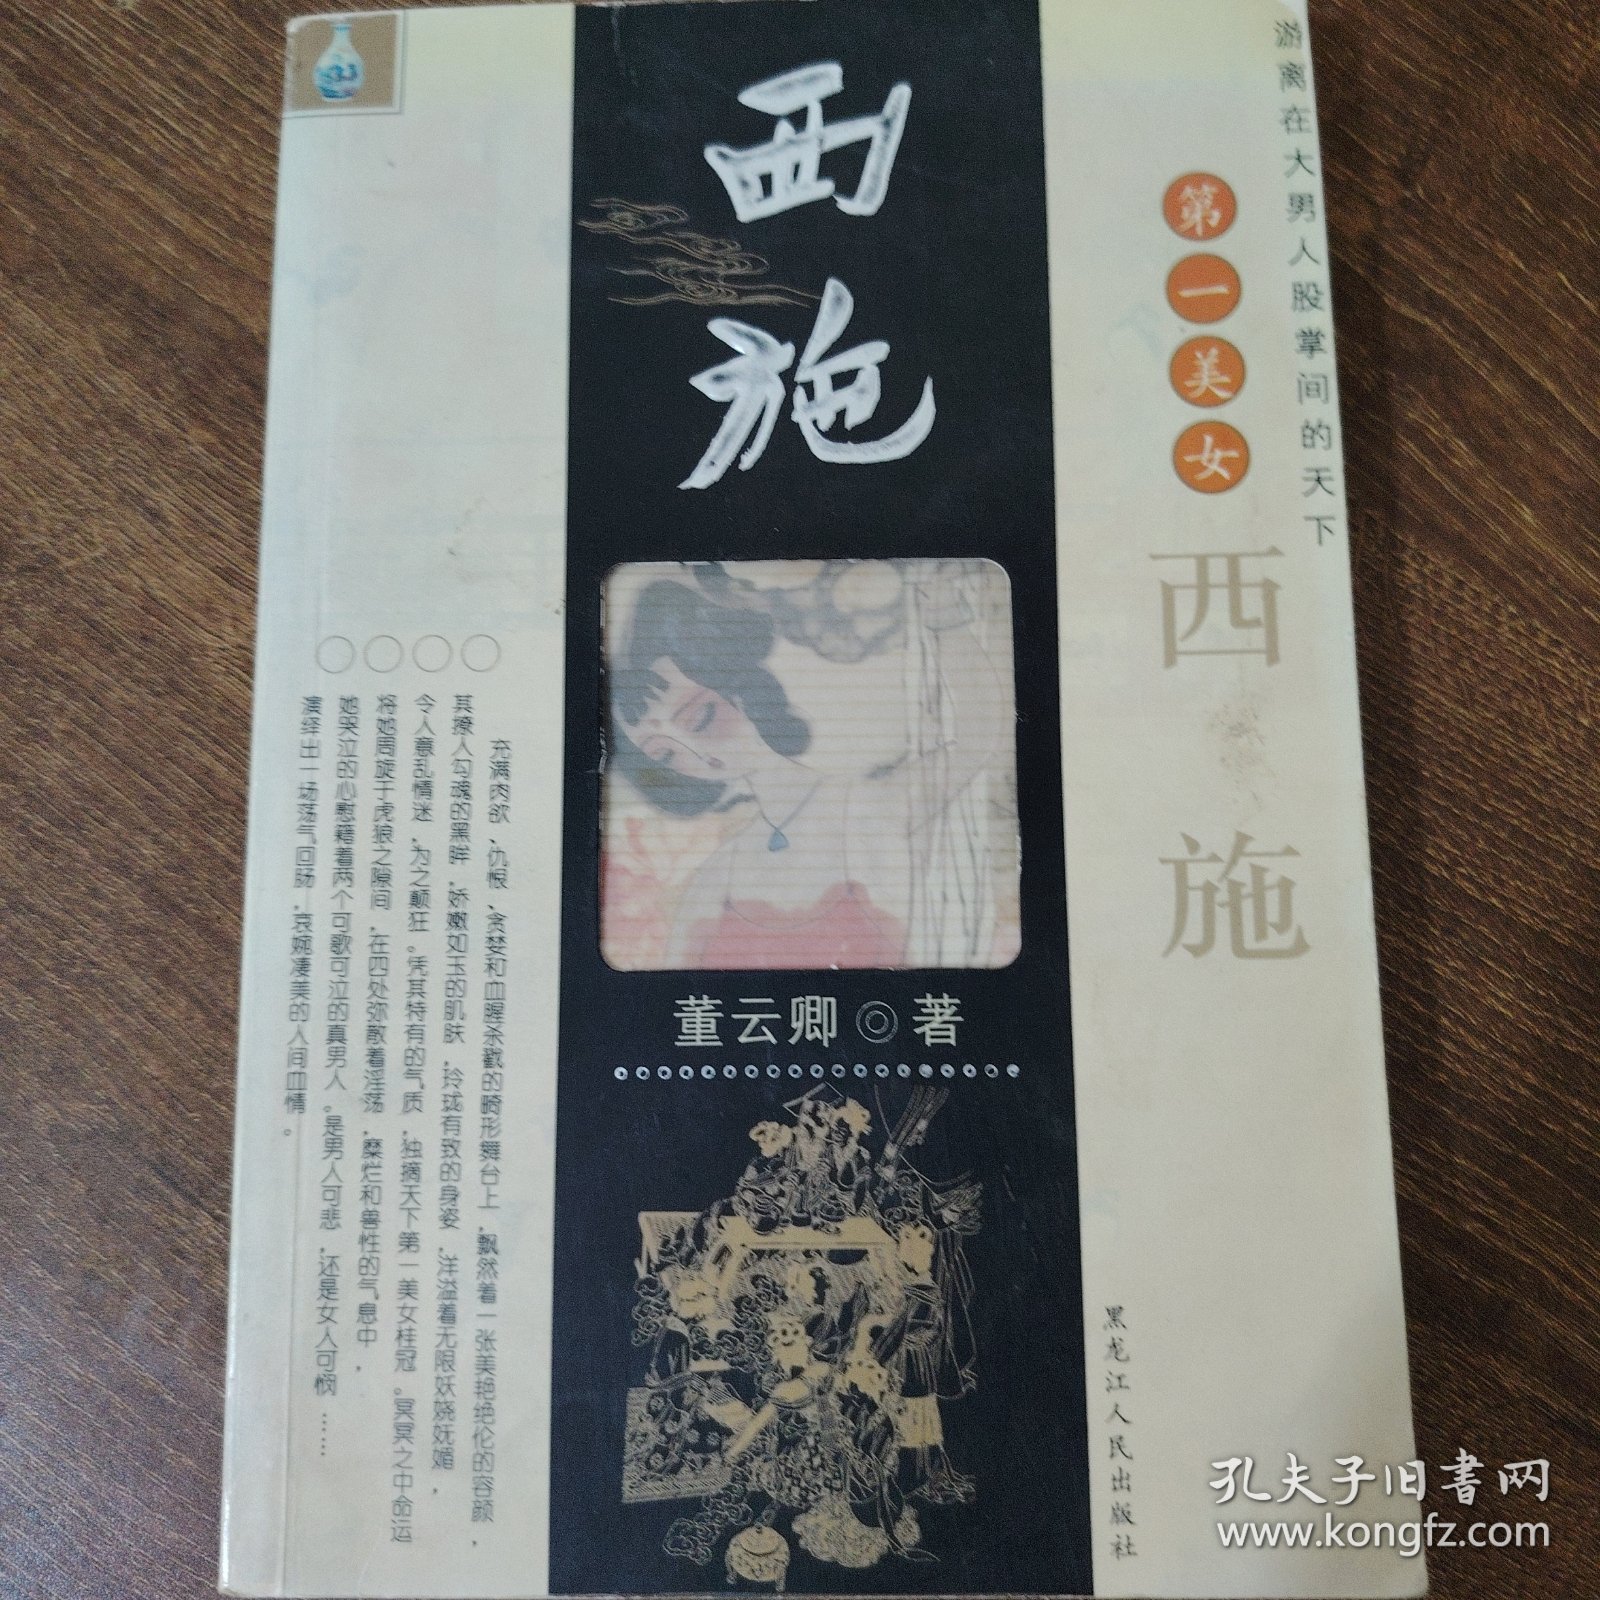 游离在大男人股掌间的天下
第一美女
西施
西施
董云卿◎著
充满肉欲、仇恨、贪婪和血腥杀戮的畸形舞台上,飘然着一张美艳绝伦的容颜,
其撩人勾魂的黑眸,娇嫩如玉的肌肤,玲珑有致的身姿,洋溢着无限妖娆妩媚,
令人意乱情迷,为之颠狂。凭其特有的气质,独摘天下第一美女桂冠。冥冥之中命运
将她周旋于虎狼之隙间,在四处弥散着淫荡、糜烂和兽性的气息中,
她哭泣的心慰藉着两个可歌可泣的真男人。是男人可悲,还是女人可悯……
演绎出一场荡气回肠、哀婉凄美的人间血情。
黑龙江人民出版社
孔夫子旧书网
www.kongfz.com